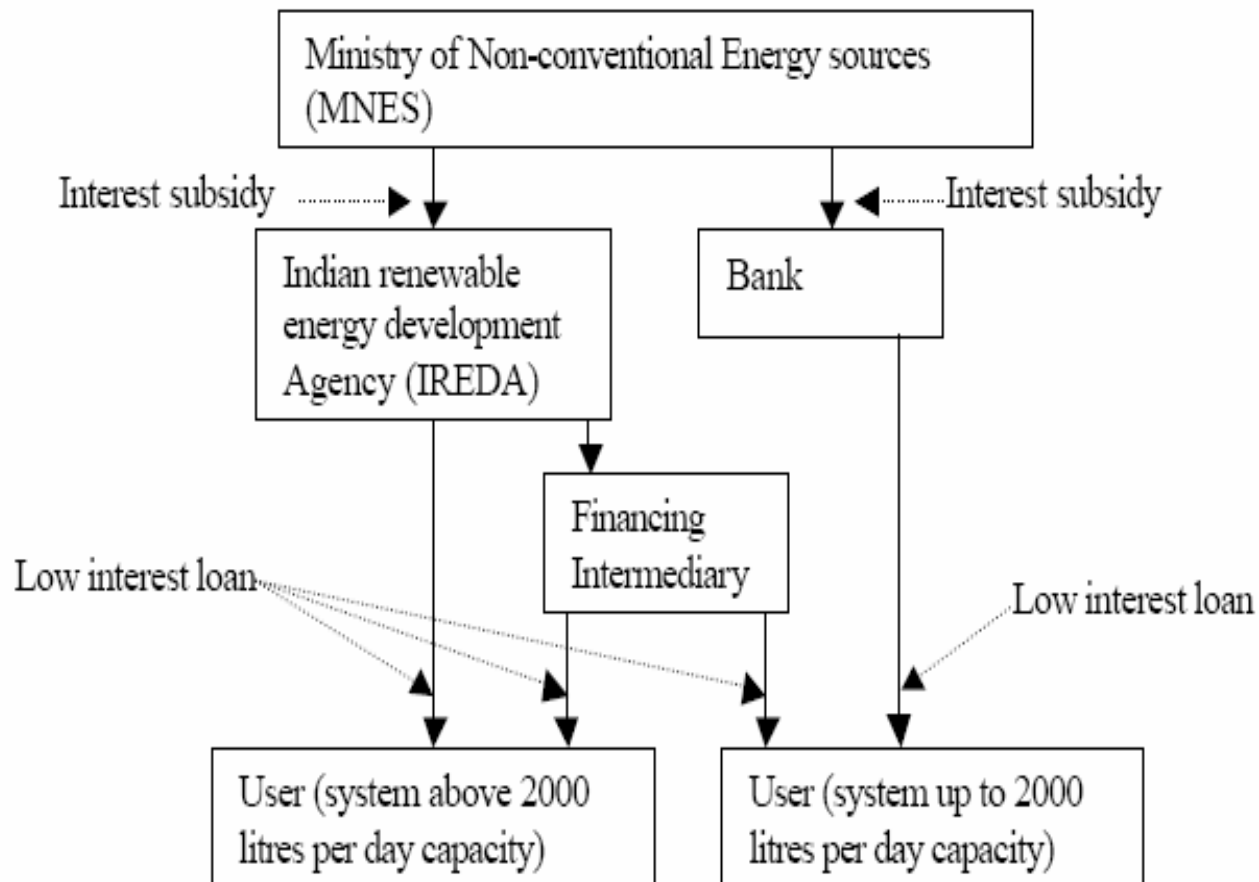 Ministry of Non-conventional Energy sources
(MNES)
Interest subsidy
Interest subsidy
Indian renewable
energy development
Agency (IREDA)
Bank
Financing
Intermediary
Low interest loan
Low interest loan
User (system above 2000
litres per day capacity)
User (system up to 2000
litres per day capacity)